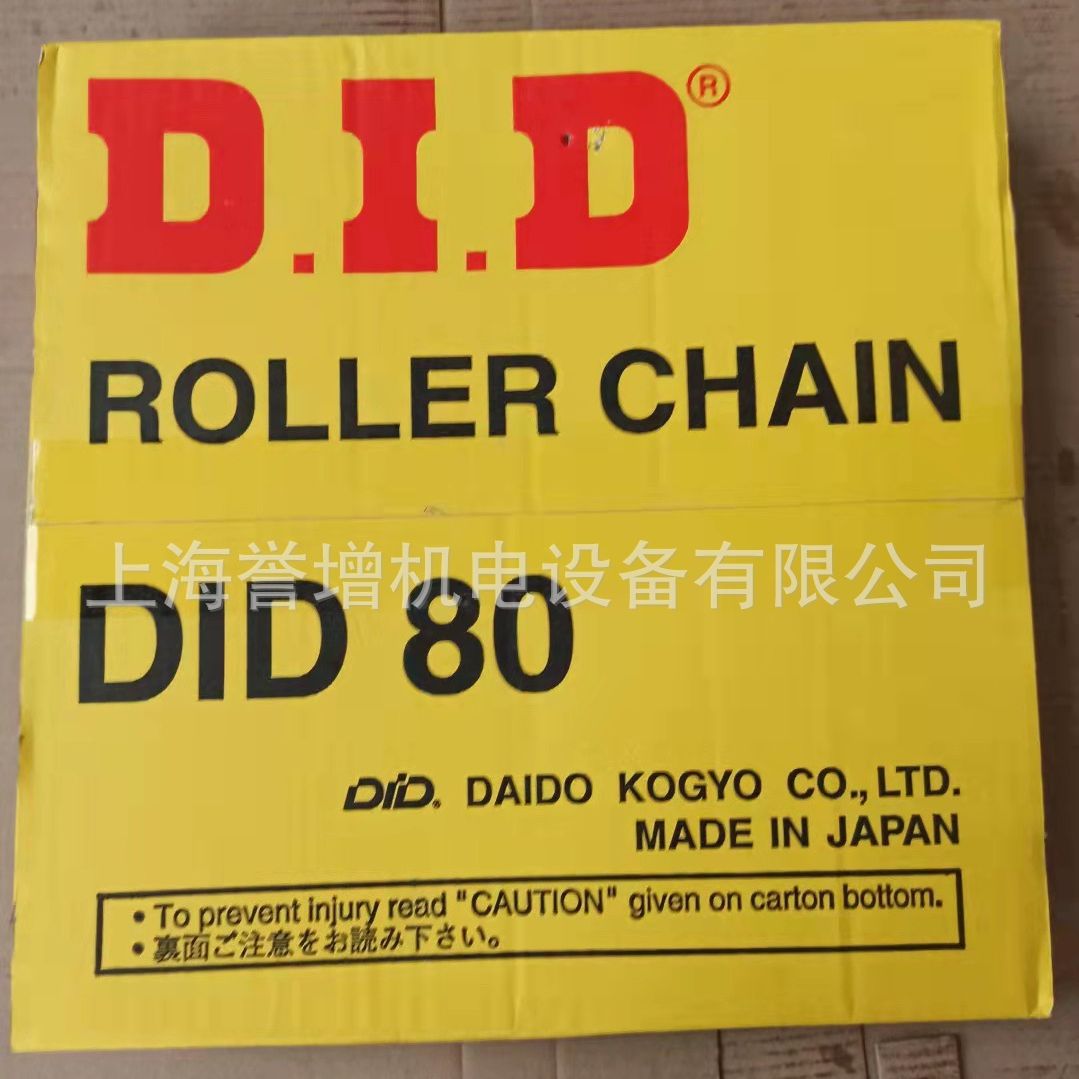 D.I.D®
ROLLER CHAIN
上海誉增机电设备有限公司
DID 80
DID® DAIDO KOGYO CO., LTD.
MADE IN JAPAN
• To prevent injury read "CAUTION" given on carton bottom.
• 裏面ご注意をお読み下さい。